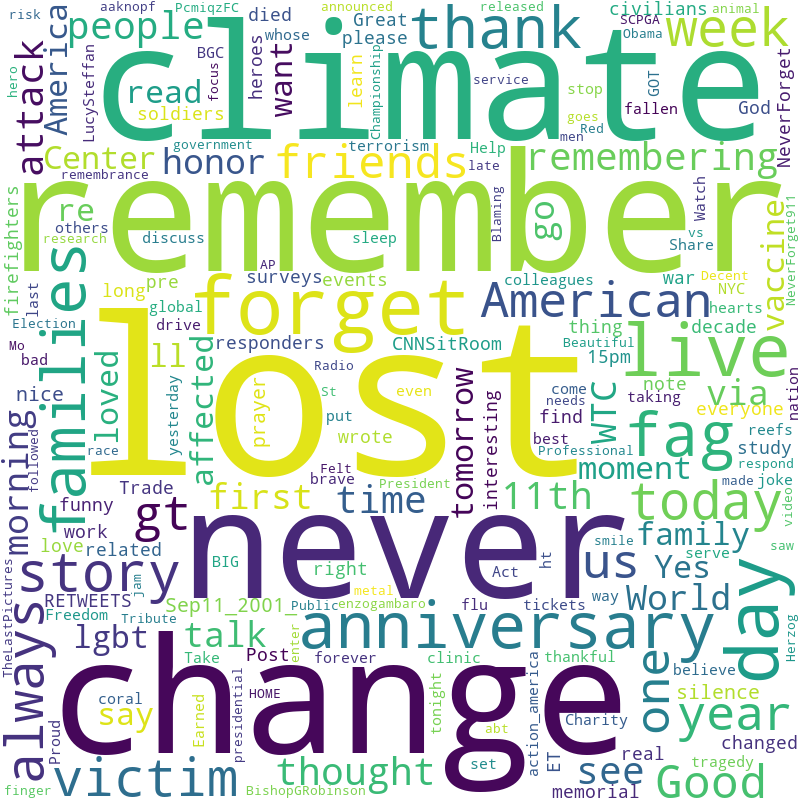 risk
aaknopf
PcmiqzFC
died
Great
whose
announced
released
SCPGA
animal
civilians
people
America
attack
hero
LucySteffan
please
thank
week
Obama
climate
BGC
focus
heroes
want
learn
Championship
service
stop
GOT
God
NeverForget
read
soldiers
goes
Red
men
fallen
government
terrorism
Help
late
Center
honor
friends
remembering
remembrance
firefighters
re
others
research
remember
discuss
sleep
Blaming
go
Watch
vs
Share
vaccine
NeverForget911
AP
surveys
events
colleagues
war
Decent
NYC
hearts
last
long
pre
global
drive
forget
American
thing
Beautiful
15pm
decade
Election
Mo
bad
families
loved
ll
responders
CNNSitRoom
live
note
nation
nice
affected
lost
Radio
St
even
put
prayer
wrote
yesterday
tomorrow
interesting
come
needs
find
best
WTC
taking
via
everyone
morning
followed
race
Felt
brave
President
Professional
fag
reefs
study
respond
joke
made
video
funny
Trade
first
time
11th
moment
today
work
gt
love
related
never
smile
family
serve
saw
BIG
right
Act
ht
us
Yes
story
RETWEETS
Freedom
jam
Tribute
Sep11_2001_
metal
Public
enzogambaro
flu
tickets
way
World
Herzog
TheLastPictures
always
lgbt
talk
Take
Post
enter
anniversary
forever
clinic
thankful
one
believe
day
change
coral
say
Earned
presidential
HOME
tonight
abt
action_america
Charity
silence
year
changed
Proud
victim
thought
set
ET
see
real
tragedy
finger
BishopGRobinson
memorial
Good